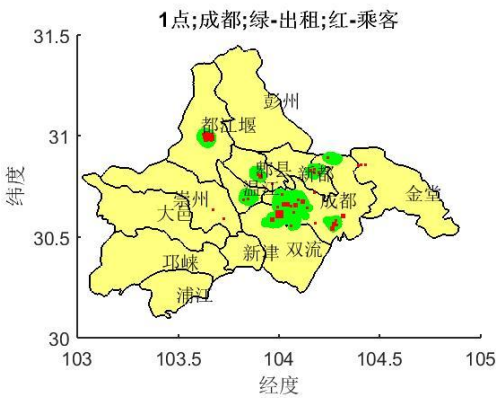 1点;成都;绿-出租;红-乘客
31.5
彭州
都江堰
31
郫县
新都
温江
崇州
金堂
成都
大邑
纬度
30.5
双流
新津
邛崃
浦江
30
103
103.5
104
104.5
105
经度